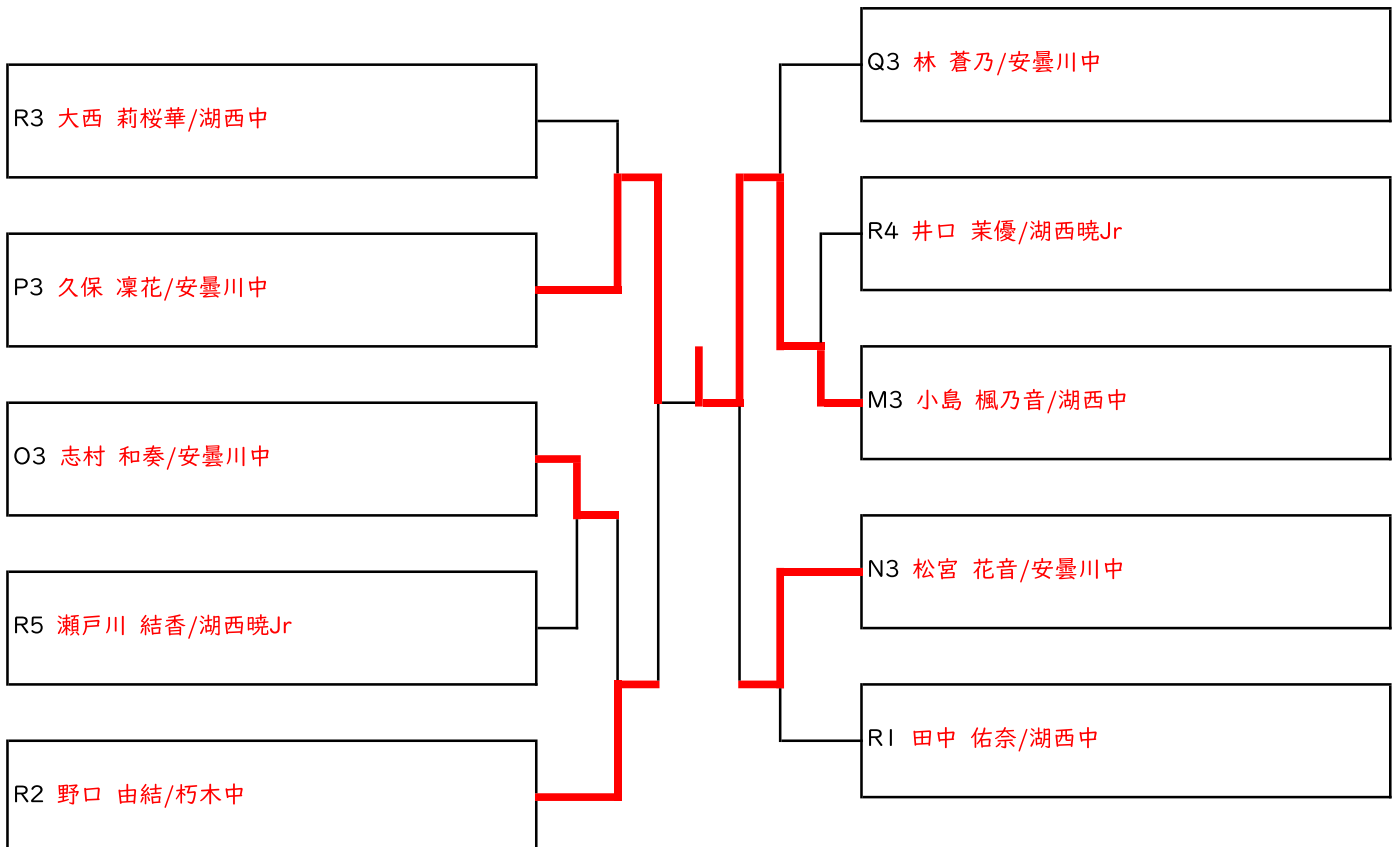 R3 大西 莉桜華/湖西中
P3 久保 凜花/安曇川中
O3 志村 和奏/安曇川中
R5 瀬戸川 結香/湖西暁Jr
R2 野口 由結/朽木中
Q3 林 蒼乃/安曇川中
R4 井口 茉優/湖西暁Jr
M3 小島 楓乃音/湖西中
N3 松宮 花音/安曇川中
R1 田中 佑奈/湖西中